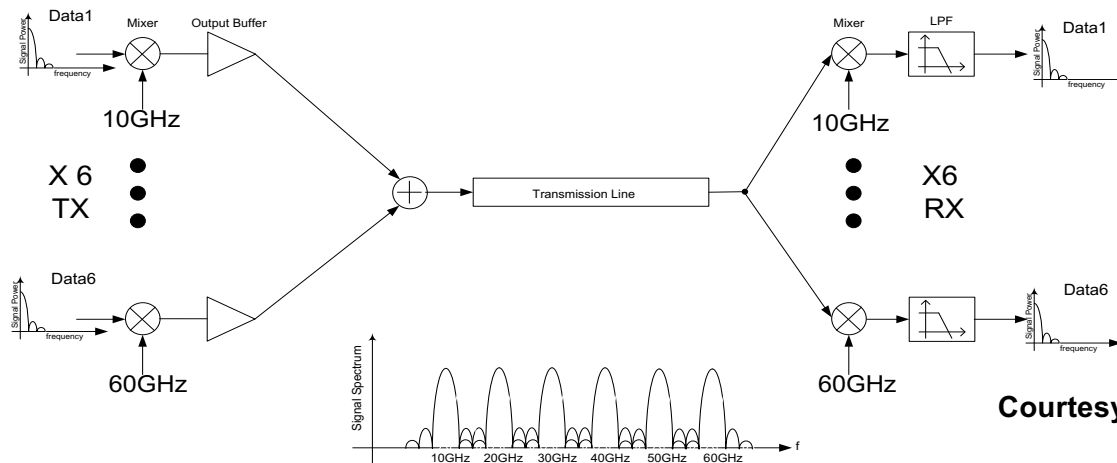 Data1
Signal Power
frequency
Mixer
Output Buffer
10GHz
X 6
TX
Data6
Signal Power
frequency
60GHz
Transmission Line
Mixer
LPF
Data1
Signal Power
frequency
10GHz
X6
RX
Data6
Signal Power
frequency
60GHz
Signal Spectrum
f
10GHz 20GHz 30GHz 40GHz 50GHz 60GHz
Courtesy